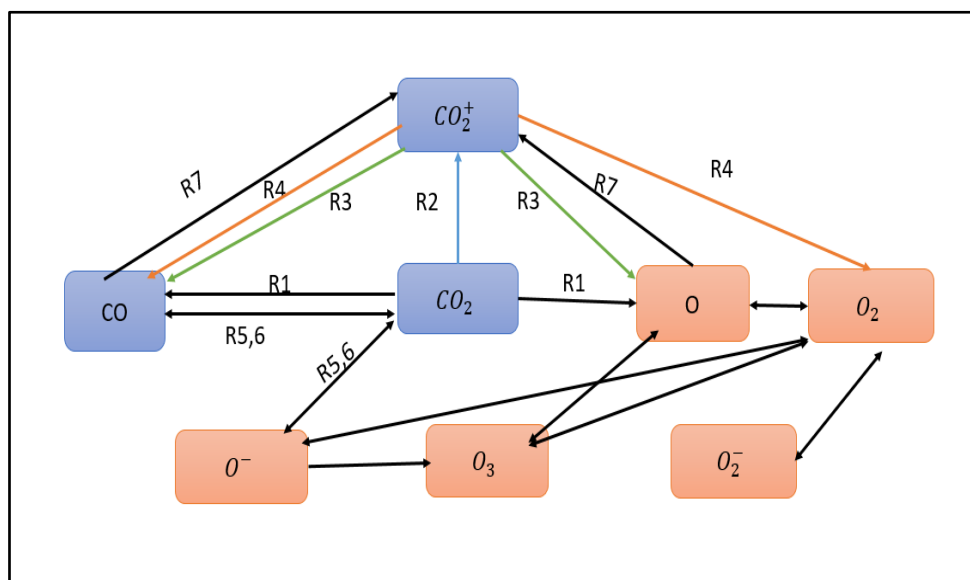 CO₂⁺
R7
R4
R3
R2
R3
R7
R4
CO
R1
CO₂
R1
O
O₂
R5,6
R5,6
O⁻
O₃
O₂⁻